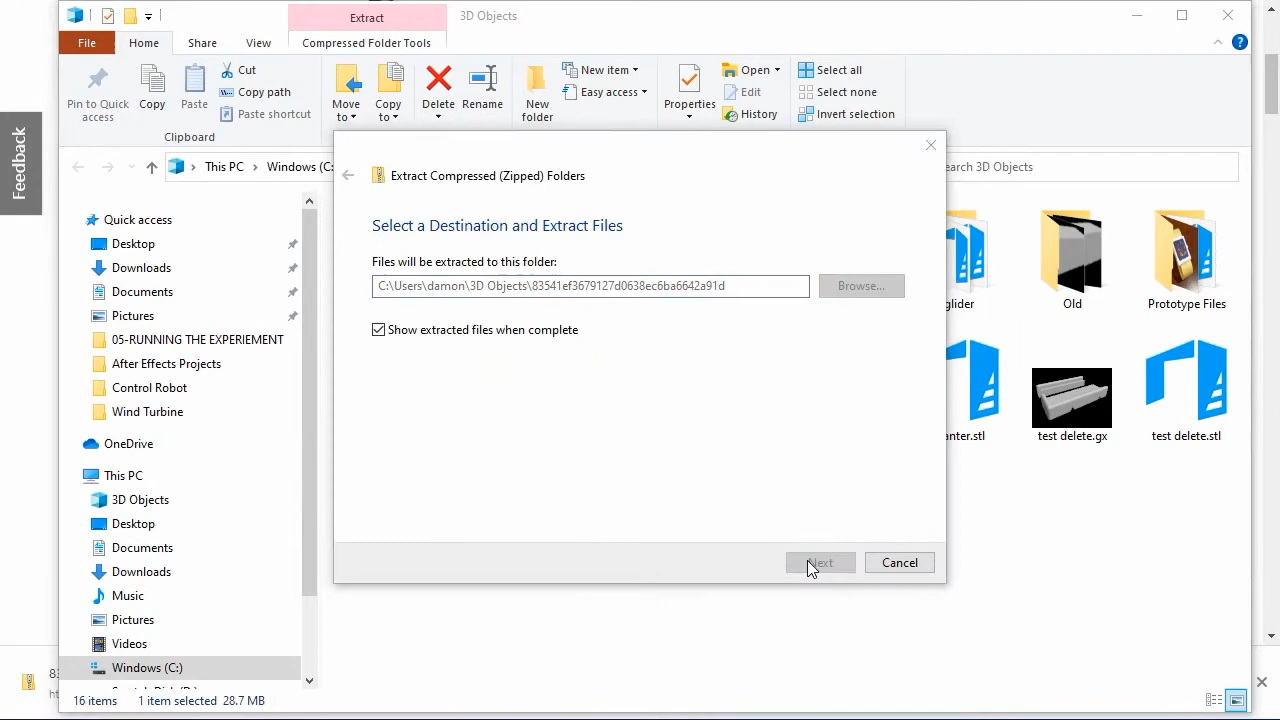 Extract
3D Objects
File
Home
Share
View
Compressed Folder Tools
Pin to Quick access
Copy
Paste
Cut
Copy path
Paste shortcut
Clipboard
Move to
Copy to
Delete
Rename
New folder
New item
Easy access
Properties
Open
Edit
History
Select all
Select none
Invert selection
Feedback
This PC
Windows (C:
earch 3D Objects
Extract Compressed (Zipped) Folders
Select a Destination and Extract Files
Files will be extracted to this folder:
C:\Users\damon\3D Objects\83541ef3679127d0638ec6ba6642a91d
Browse...
Show extracted files when complete
Next
Cancel
Quick access
Desktop
Downloads
Documents
Pictures
05-RUNNING THE EXPERIEMENT
After Effects Projects
Control Robot
Wind Turbine
OneDrive
This PC
3D Objects
Desktop
Documents
Downloads
Music
Pictures
Videos
Windows (C:)
glider
Old
Prototype Files
anter.stl
test delete.gx
test delete.stl
16 items
1 item selected 28.7 MB